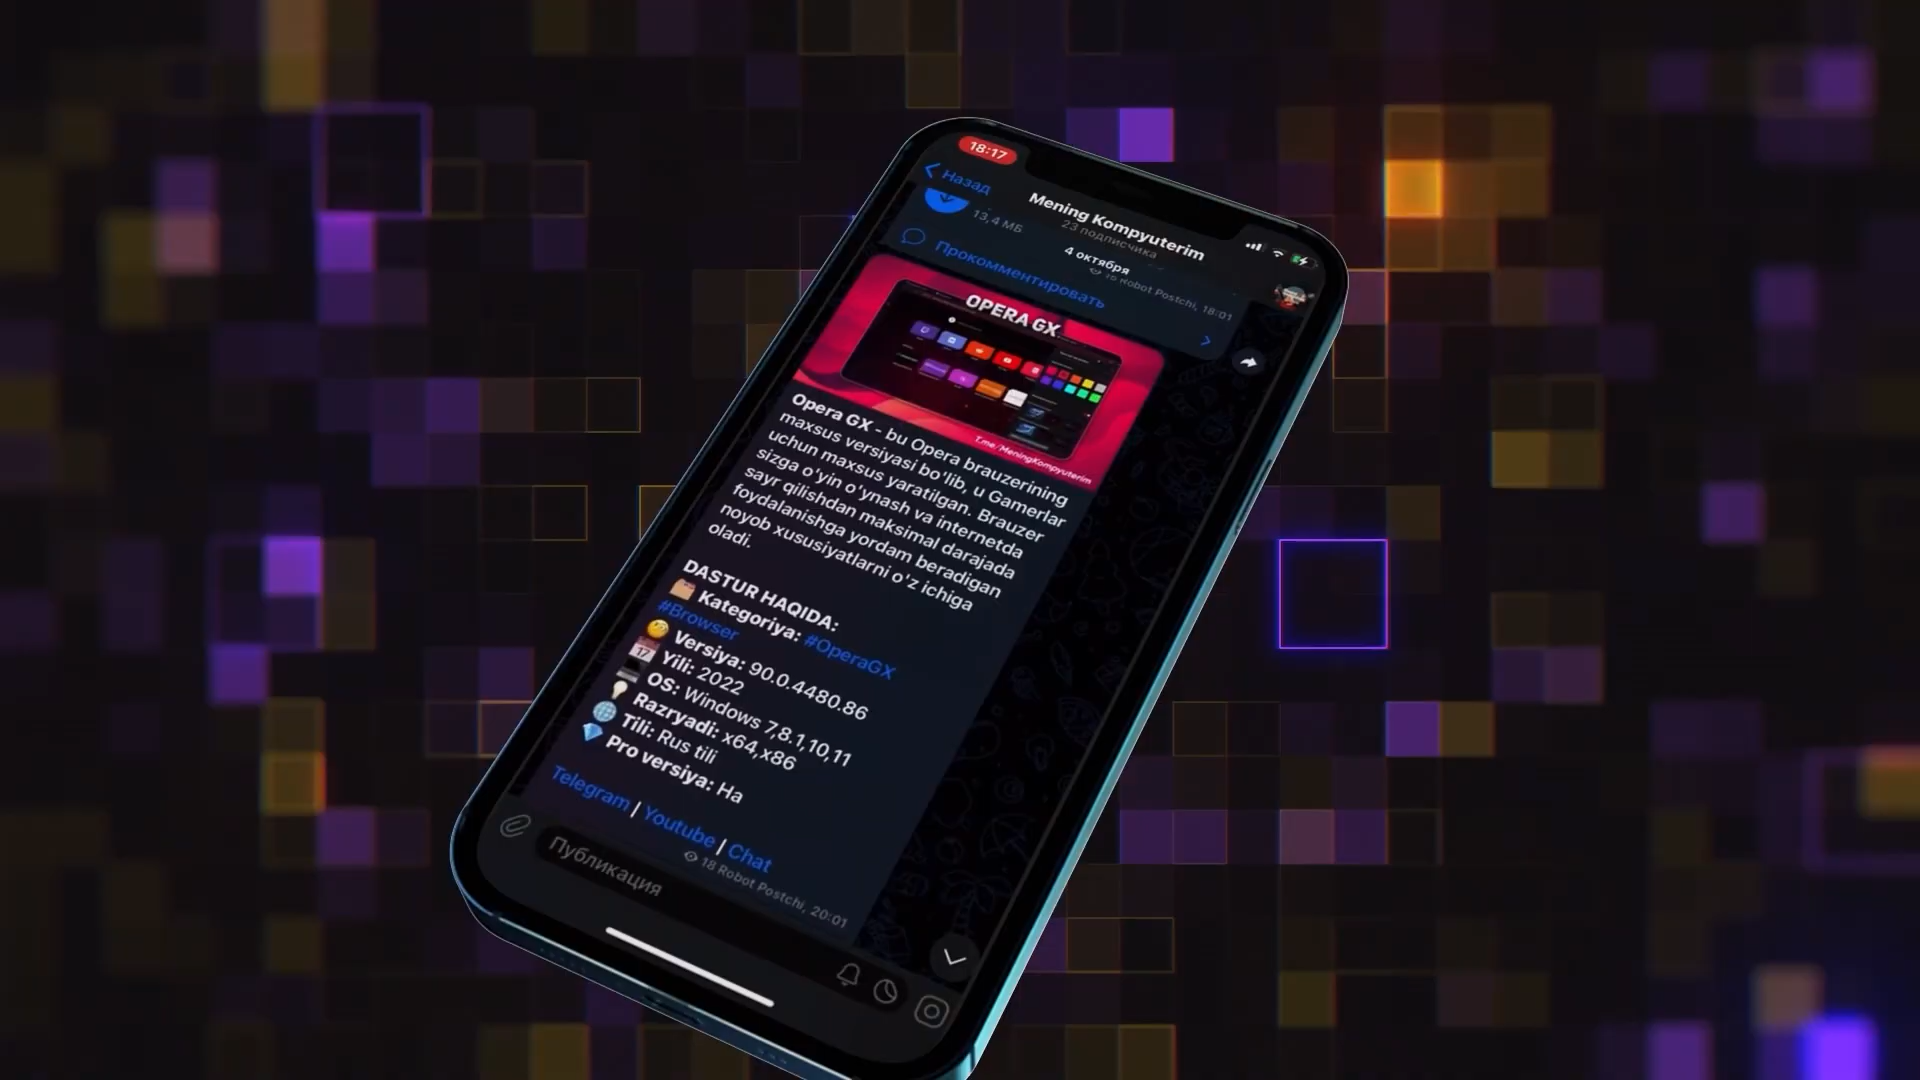 18:17
Назад
Mening Kompyuterim
23 подписчика
13,4 МБ
4 октября
Robot Postchi, 18:01
Прокомментировать
OPERA GX
T.me/MeningKompyuterim
Opera GX - bu Opera brauzerining
maxsus versiyasi bo'lib, u Gamerlar
uchun maxsus yaratilgan. Brauzer
sizga o'yin o'ynash va internetda
sayr qilishdan maksimal darajada
foydalanishga yordam beradigan
noyob xususiyatlarni o'z ichiga
oladi.
DASTUR HAQIDA:
Kategoriya: #OperaGX
#Browser
Versiya: 90.0.4480.86
Yili: 2022
OS: Windows 7,8.1,10,11
Razryadi: x64,x86
Tili: Rus tili
Pro versiya: Ha
Telegram | Youtube | Chat
18 Robot Postchi, 20:01
Публикация